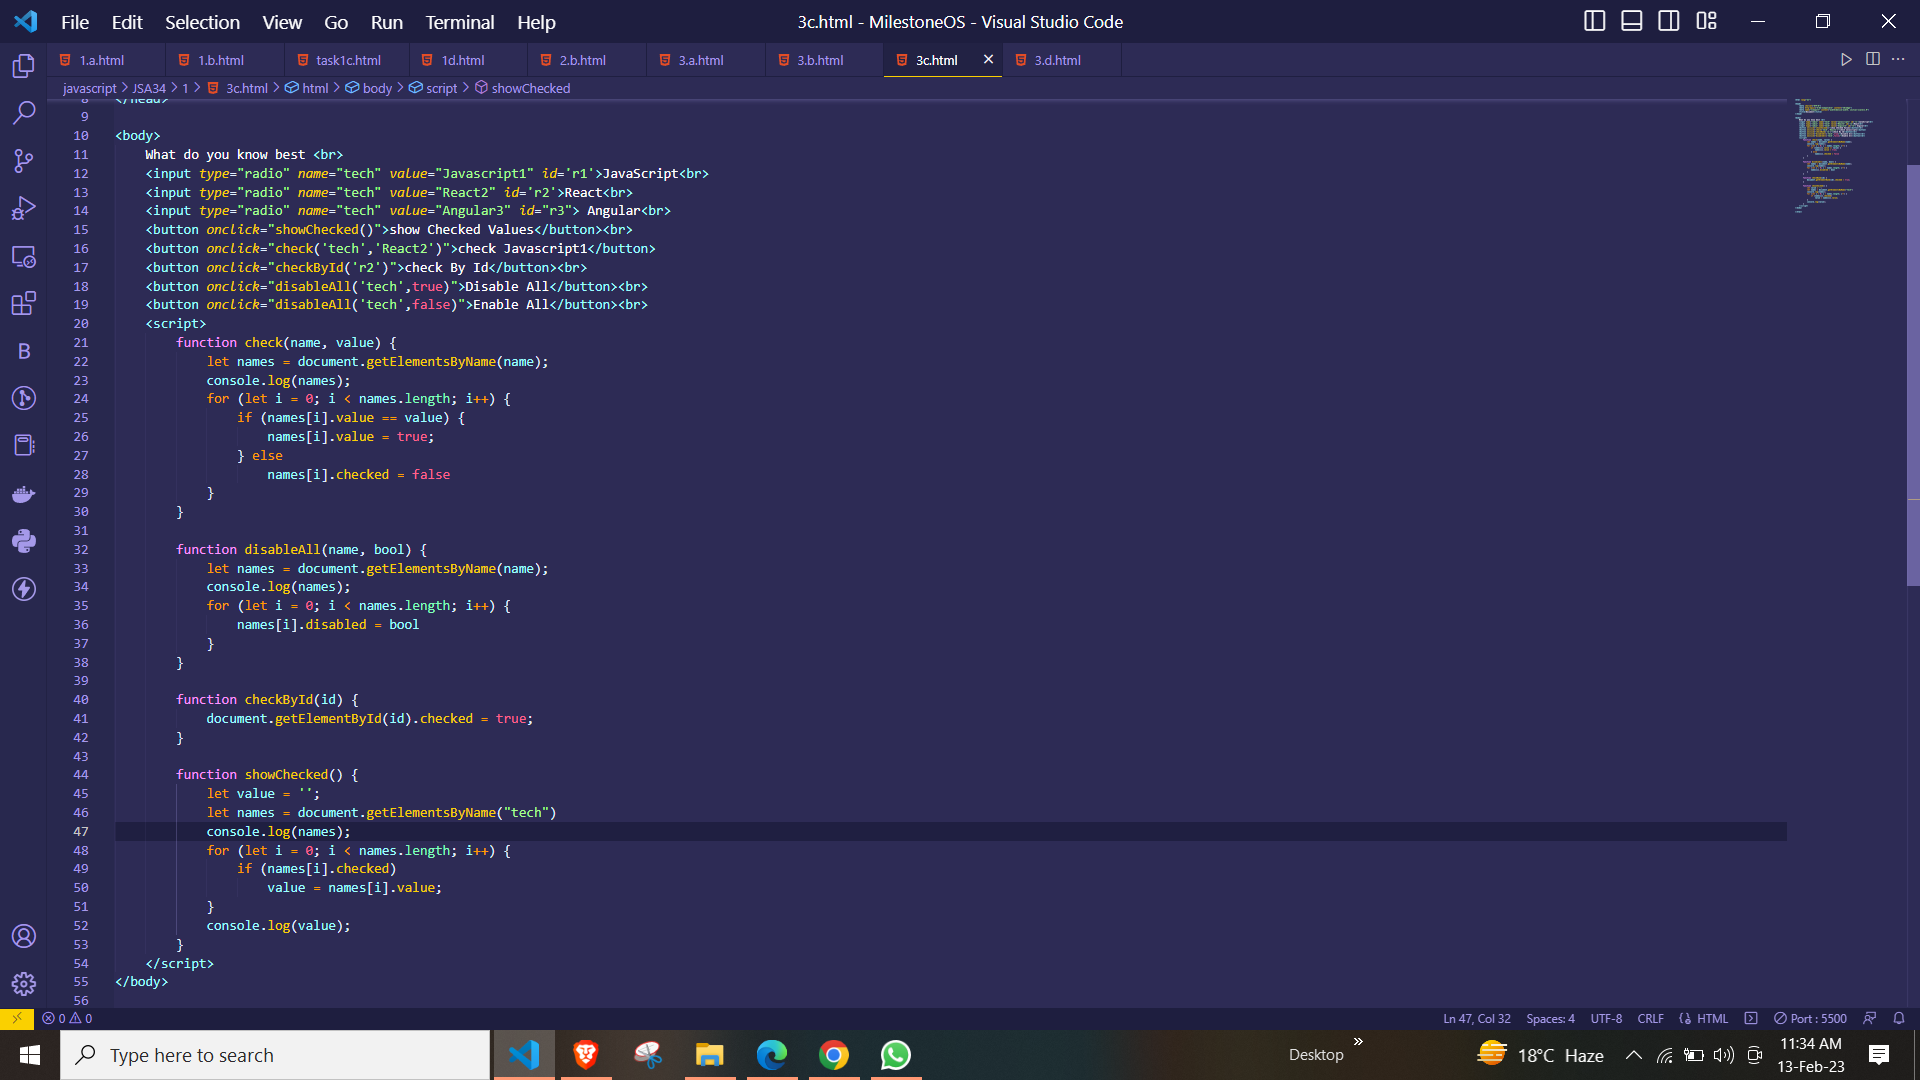 File Edit Selection View Go Run Terminal Help 3c.html - MilestoneOS - Visual Studio Code
1.a.html 1.b.html task1c.html 1d.html 2.b.html 3.a.html 3.b.html 3c.html 3.d.html
javascript > JSA34 > 1 > 3c.html > html > body > script > showChecked
8 </head>
9
10 <body>
11 What do you know best <br>
12 <input type="radio" name="tech" value="Javascript1" id='r1'>JavaScript<br>
13 <input type="radio" name="tech" value="React2" id='r2'>React<br>
14 <input type="radio" name="tech" value="Angular3" id="r3"> Angular<br>
15 <button onclick="showChecked()">show Checked Values</button><br>
16 <button onclick="check('tech','React2')">check Javascript1</button>
17 <button onclick="checkById('r2')">check By Id</button><br>
18 <button onclick="disableAll('tech',true)">Disable All</button><br>
19 <button onclick="disableAll('tech',false)">Enable All</button><br>
20 <script>
21 function check(name, value) {
22 let names = document.getElementsByName(name);
23 console.log(names);
24 for (let i = 0; i < names.length; i++) {
25 if (names[i].value == value) {
26 names[i].value = true;
27 } else
28 names[i].checked = false
29 }
30 }
31
32 function disableAll(name, bool) {
33 let names = document.getElementsByName(name);
34 console.log(names);
35 for (let i = 0; i < names.length; i++) {
36 names[i].disabled = bool
37 }
38 }
39
40 function checkById(id) {
41 document.getElementById(id).checked = true;
42 }
43
44 function showChecked() {
45 let value = '';
46 let names = document.getElementsByName("tech")
47 console.log(names);
48 for (let i = 0; i < names.length; i++) {
49 if (names[i].checked)
50 value = names[i].value;
51 }
52 console.log(value);
53 }
54 </script>
55 </body>
56
0 0 Ln 47, Col 32 Spaces: 4 UTF-8 CRLF HTML Port : 5500
Type here to search Desktop » 18°C Haze 11:34 AM
13-Feb-23